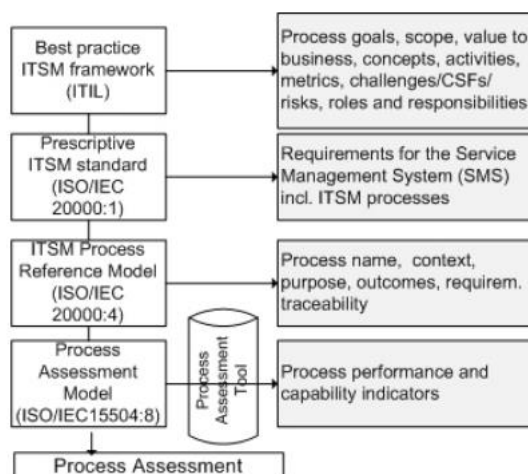 Best practice
ITSM framework
(ITIL)
Process goals, scope, value to
business, concepts, activities,
metrics, challenges/CSFs/
risks, roles and responsibilities
Prescriptive
ITSM standard
(ISO/IEC
20000:1)
Requirements for the Service
Management System (SMS)
incl. ITSM processes
ITSM Process
Reference Model
(ISO/IEC
20000:4)
Process name, context,
purpose, outcomes, requirem.
traceability
Process
Assessment
Model
(ISO/IEC15504:8)
Process
Assessment
Tool
Process performance and
capability indicators
Process Assessment